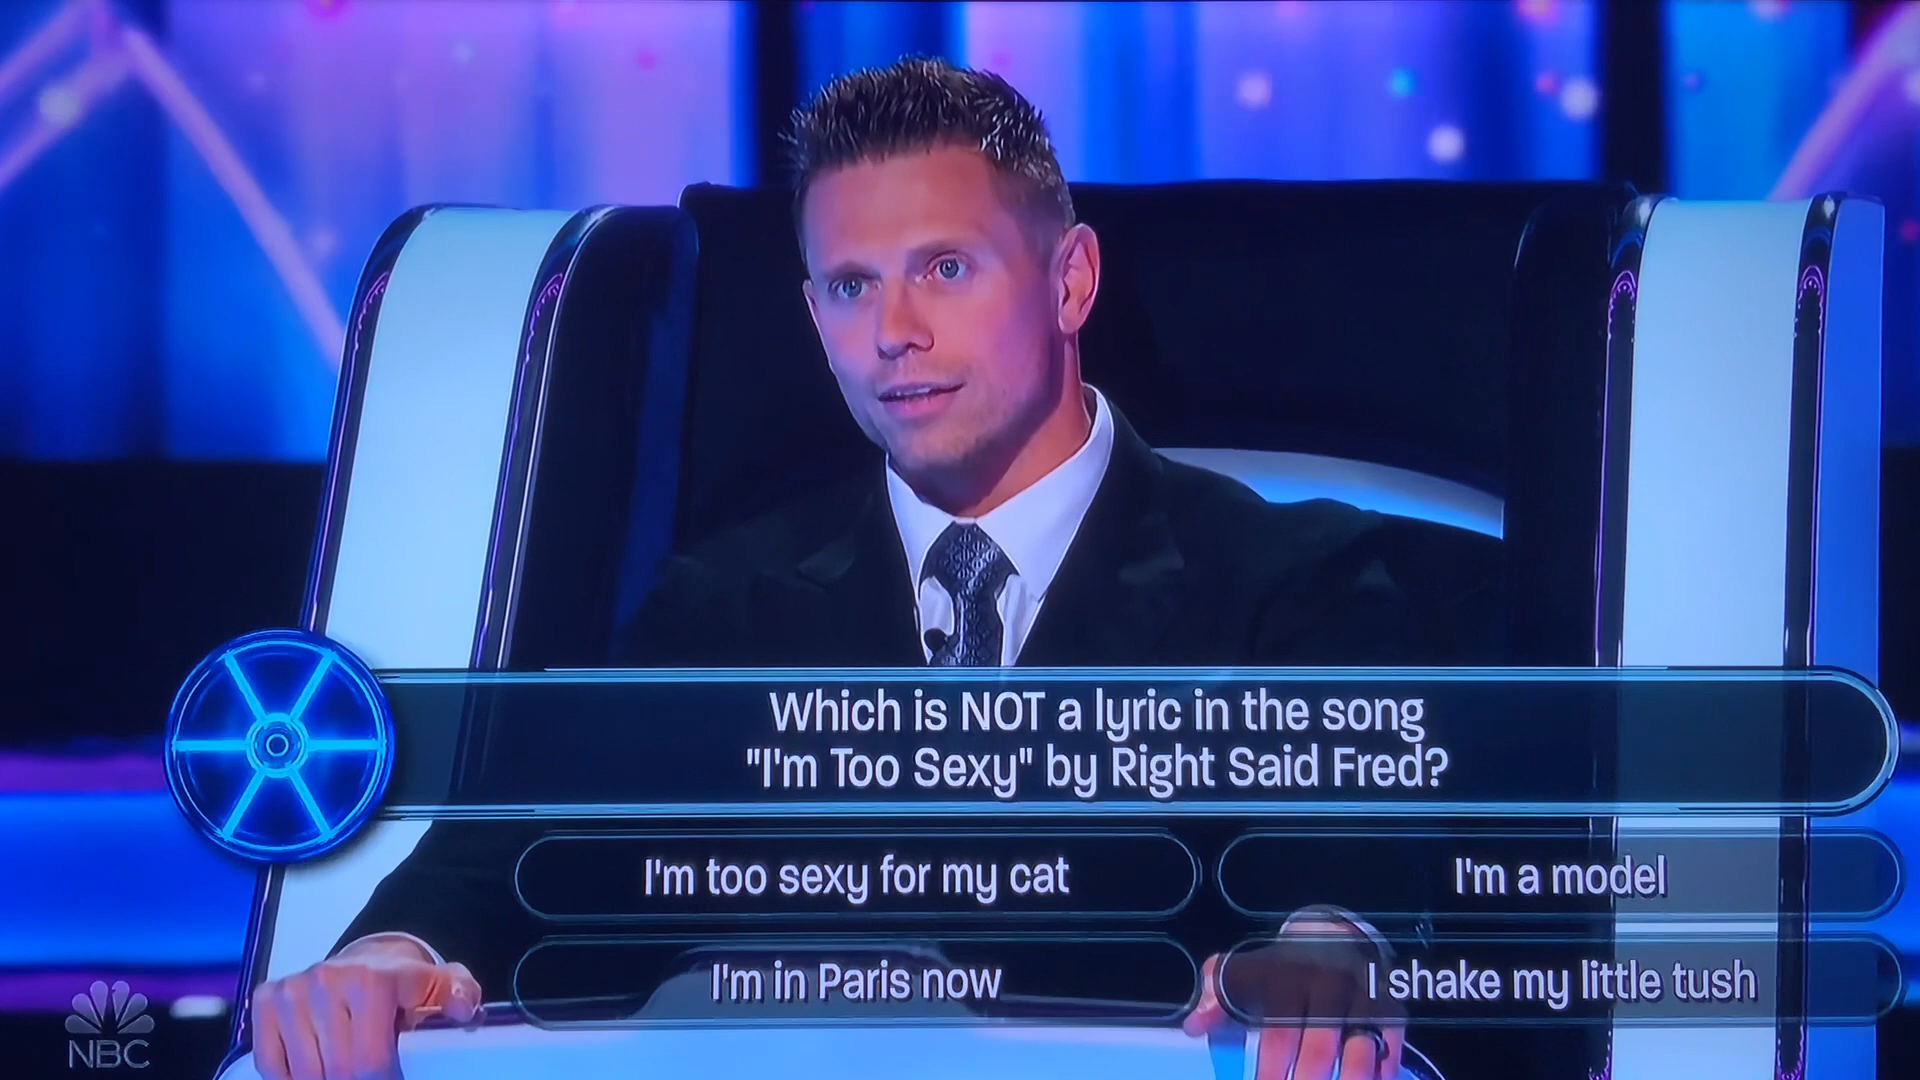 Which is NOT a lyric in the song
"I'm Too Sexy" by Right Said Fred?
I'm too sexy for my cat
I'm a model
I'm in Paris now
I shake my little tush
NBC